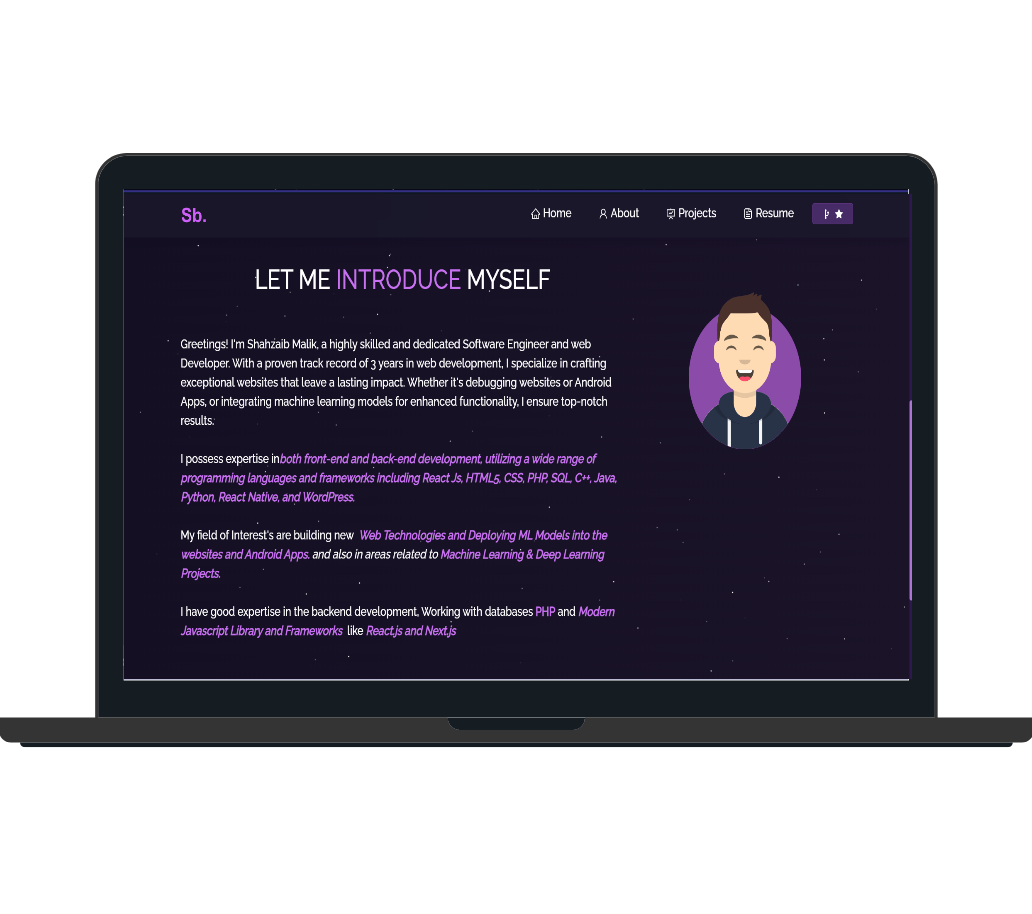 Sb.
Home About Projects Resume
LET ME INTRODUCE MYSELF
Greetings! I'm Shahzaib Malik, a highly skilled and dedicated Software Engineer and web
Developer. With a proven track record of 3 years in web development, I specialize in crafting
exceptional websites that leave a lasting impact. Whether it's debugging websites or Android
Apps, or integrating machine learning models for enhanced functionality, I ensure top-notch
results.
I possess expertise in both front-end and back-end development, utilizing a wide range of
programming languages and frameworks including React Js, HTML5, CSS, PHP, SQL, C++, Java,
Python, React Native, and WordPress.
My field of Interest's are building new Web Technologies and Deploying ML Models into the
websites and Android Apps. and also in areas related to Machine Learning & Deep Learning
Projects.
I have good expertise in the backend development, Working with databases PHP and Modern
Javascript Library and Frameworks like React.js and Next.js